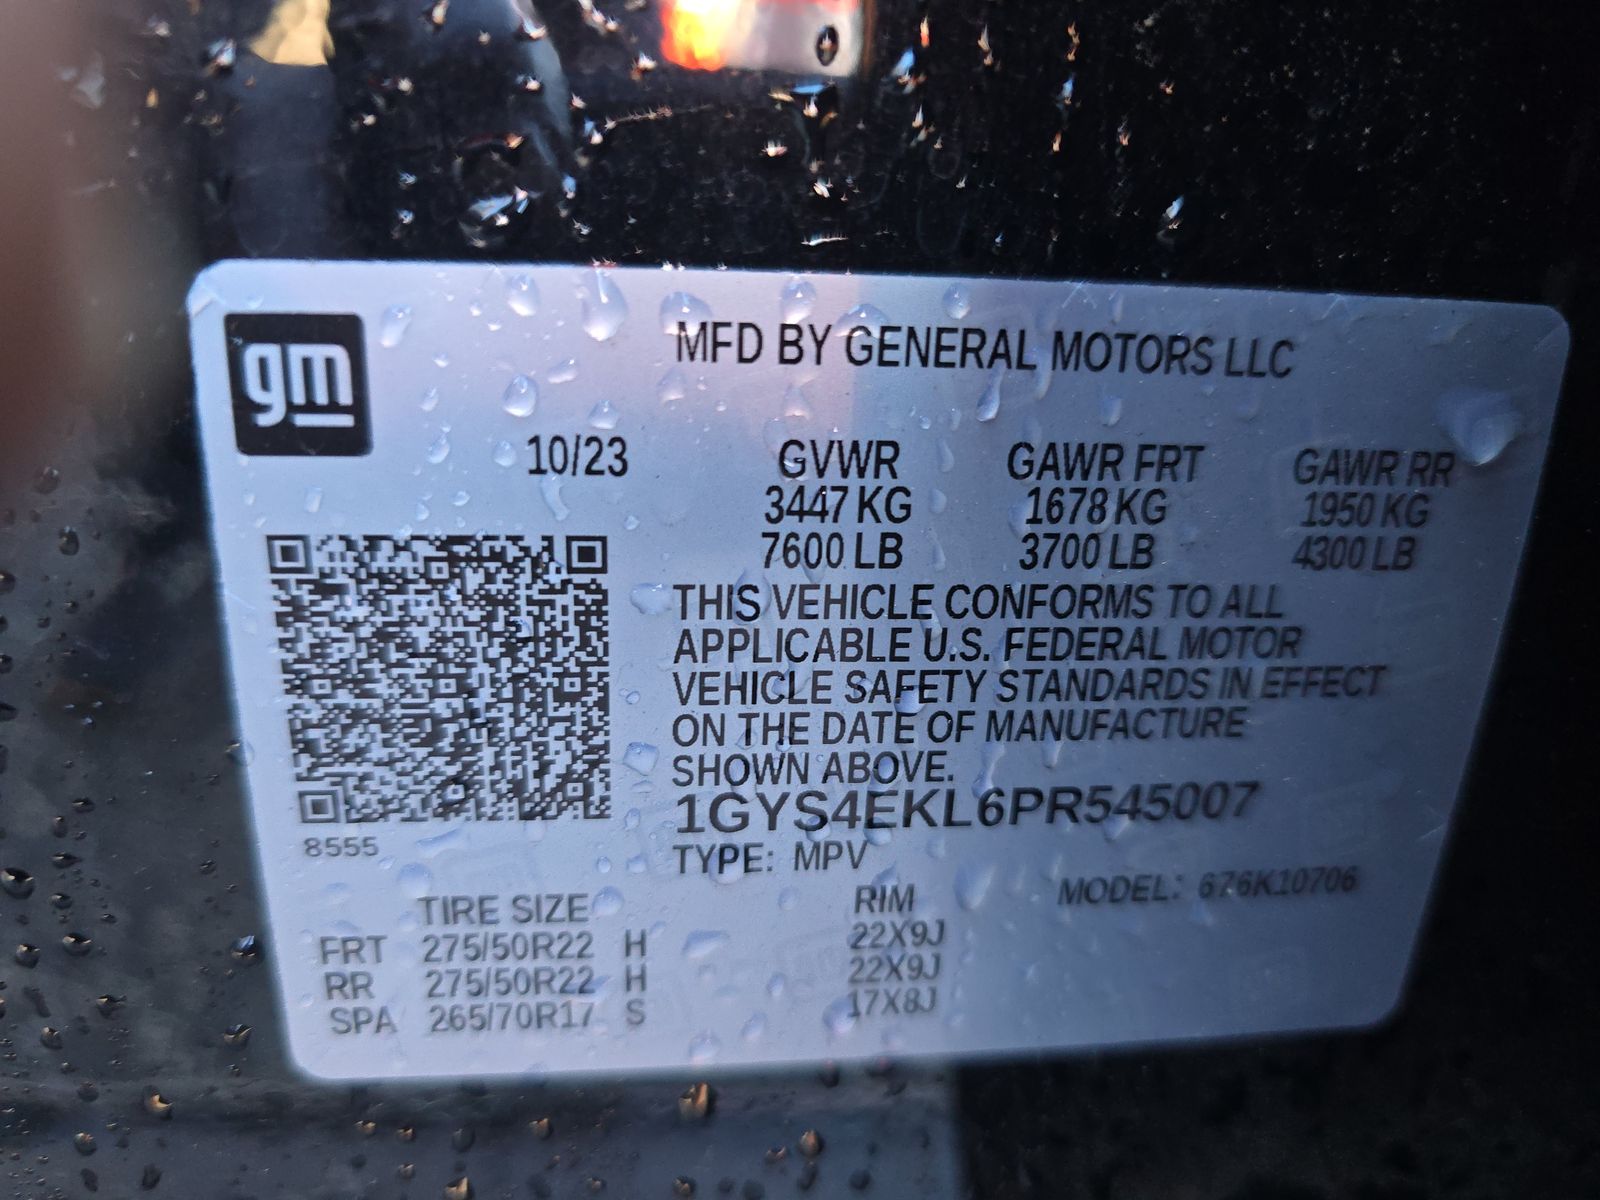 gm
MFD BY GENERAL MOTORS LLC
10/23 GVWR GAWR FRT GAWR RR
3447 KG 1678 KG 1950 KG
7600 LB 3700 LB 4300 LB
THIS VEHICLE CONFORMS TO ALL
APPLICABLE U.S. FEDERAL MOTOR
VEHICLE SAFETY STANDARDS IN EFFECT
ON THE DATE OF MANUFACTURE
SHOWN ABOVE.
1GYS4EKL6PR545007
8555
TYPE: MPV
MODEL: 676K10706
TIRE SIZE RIM
FRT 275/50R22 H 22X9J
RR 275/50R22 H 22X9J
SPA 265/70R17 S 17X8J